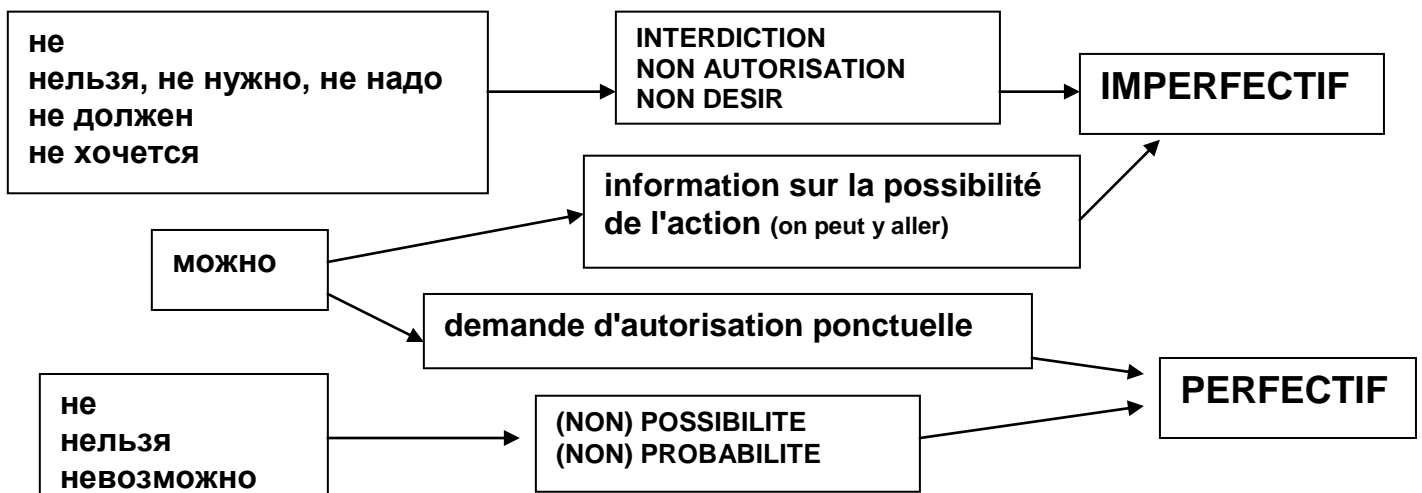 не
нельзя, не нужно, не надо
не должен
не хочется
INTERDICTION
NON AUTORISATION
NON DESIR
IMPERFECTIF
information sur la possibilité
de l'action (on peut y aller)
можно
demande d'autorisation ponctuelle
PERFECTIF
не
нельзя
невозможно
(NON) POSSIBILITE
(NON) PROBABILITE